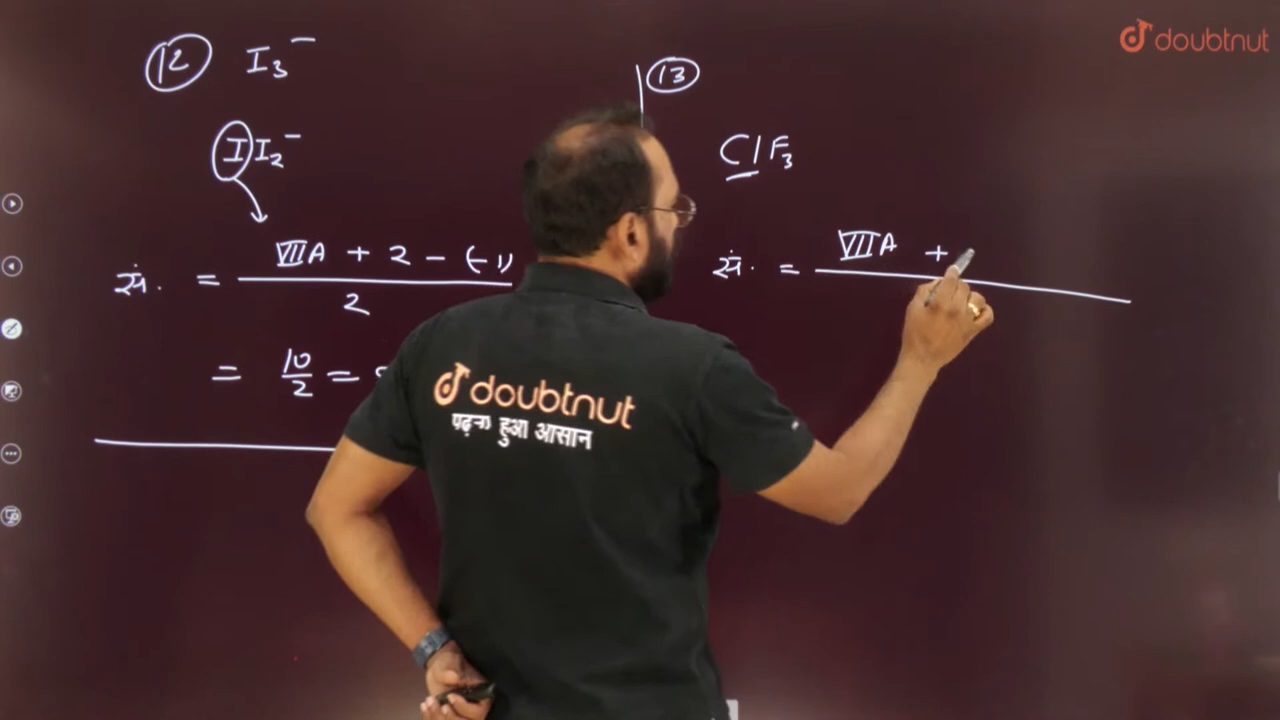 doubtnut
12 I₃⁻
I I₂⁻
सं. = VIIA + 2 - (-1)
2
= 10/2 =
13
ClF₃
सं. = VIIA +
doubtnut
पढ़ना हुआ आसान